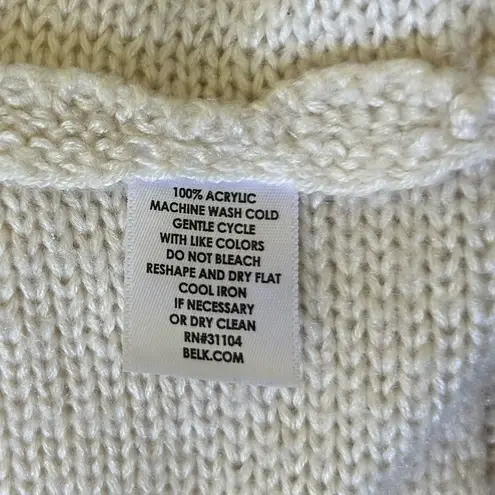 100% ACRYLIC
MACHINE WASH COLD
GENTLE CYCLE
WITH LIKE COLORS
DO NOT BLEACH
RESHAPE AND DRY FLAT
COOL IRON
IF NECESSARY
OR DRY CLEAN
RN#31104
BELK.COM